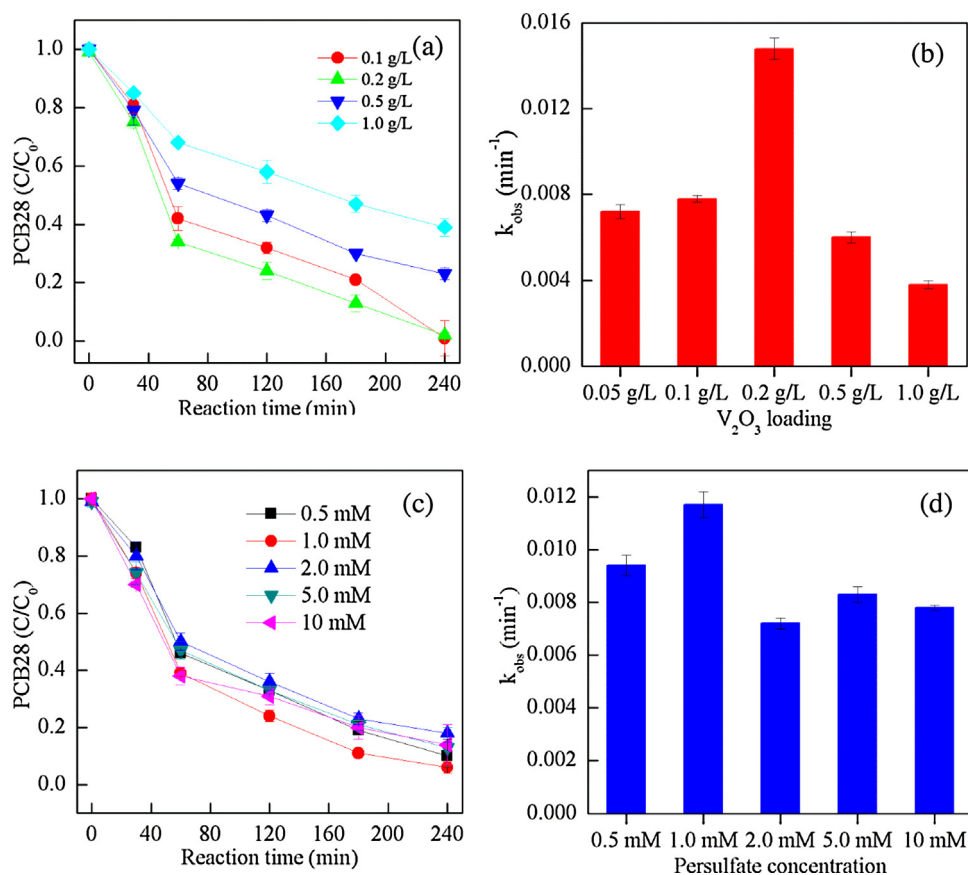 (a)
0.1 g/L
0.2 g/L
0.5 g/L
1.0 g/L
1.0
0.8
0.6
0.4
0.2
0.0
PCB28 (C/C₀)
0 40 80 120 160 200 240
Reaction time (min)
(b)
0.016
0.012
0.008
0.004
0.000
k_obs (min⁻¹)
0.05 g/L 0.1 g/L 0.2 g/L 0.5 g/L 1.0 g/L
V₂O₃ loading
(c)
0.5 mM
1.0 mM
2.0 mM
5.0 mM
10 mM
1.0
0.8
0.6
0.4
0.2
0.0
PCB28 (C/C₀)
0 40 80 120 160 200 240
Reaction time (min)
(d)
0.012
0.010
0.008
0.006
0.004
0.002
0.000
k_obs (min⁻¹)
0.5 mM 1.0 mM 2.0 mM 5.0 mM 10 mM
Persulfate concentration